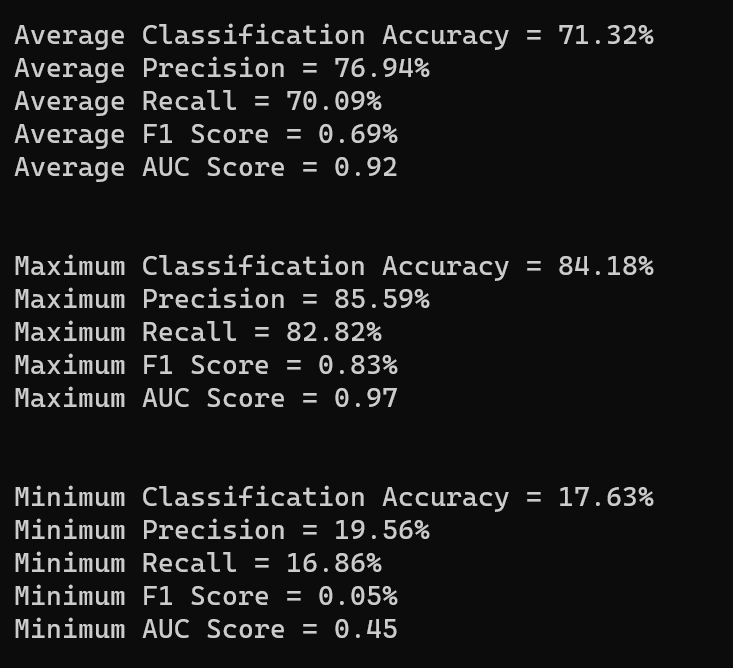 Average Classification Accuracy = 71.32%
Average Precision = 76.94%
Average Recall = 70.09%
Average F1 Score = 0.69%
Average AUC Score = 0.92
Maximum Classification Accuracy = 84.18%
Maximum Precision = 85.59%
Maximum Recall = 82.82%
Maximum F1 Score = 0.83%
Maximum AUC Score = 0.97
Minimum Classification Accuracy = 17.63%
Minimum Precision = 19.56%
Minimum Recall = 16.86%
Minimum F1 Score = 0.05%
Minimum AUC Score = 0.45